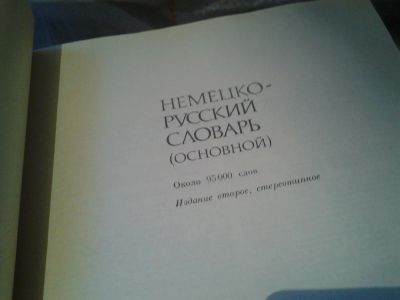 НЕМЕЦКО-
РУССКИЙ
СЛОВАРЬ
(ОСНОВНОЙ)
Около 95 000 слов
Издание второе, стереотипное